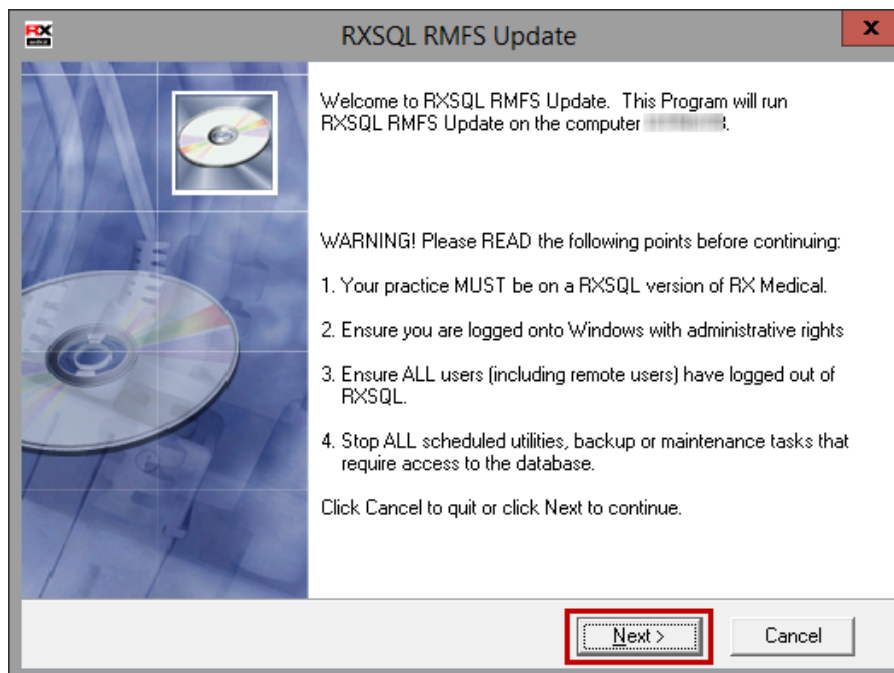 RX
RXSQL RMFS Update
x
Welcome to RXSQL RMFS Update. This Program will run
RXSQL RMFS Update on the computer .
WARNING! Please READ the following points before continuing:
1. Your practice MUST be on a RXSQL version of RX Medical.
2. Ensure you are logged onto Windows with administrative rights
3. Ensure ALL users (including remote users) have logged out of
RXSQL.
4. Stop ALL scheduled utilities, backup or maintenance tasks that
require access to the database.
Click Cancel to quit or click Next to continue.
Next >
Cancel